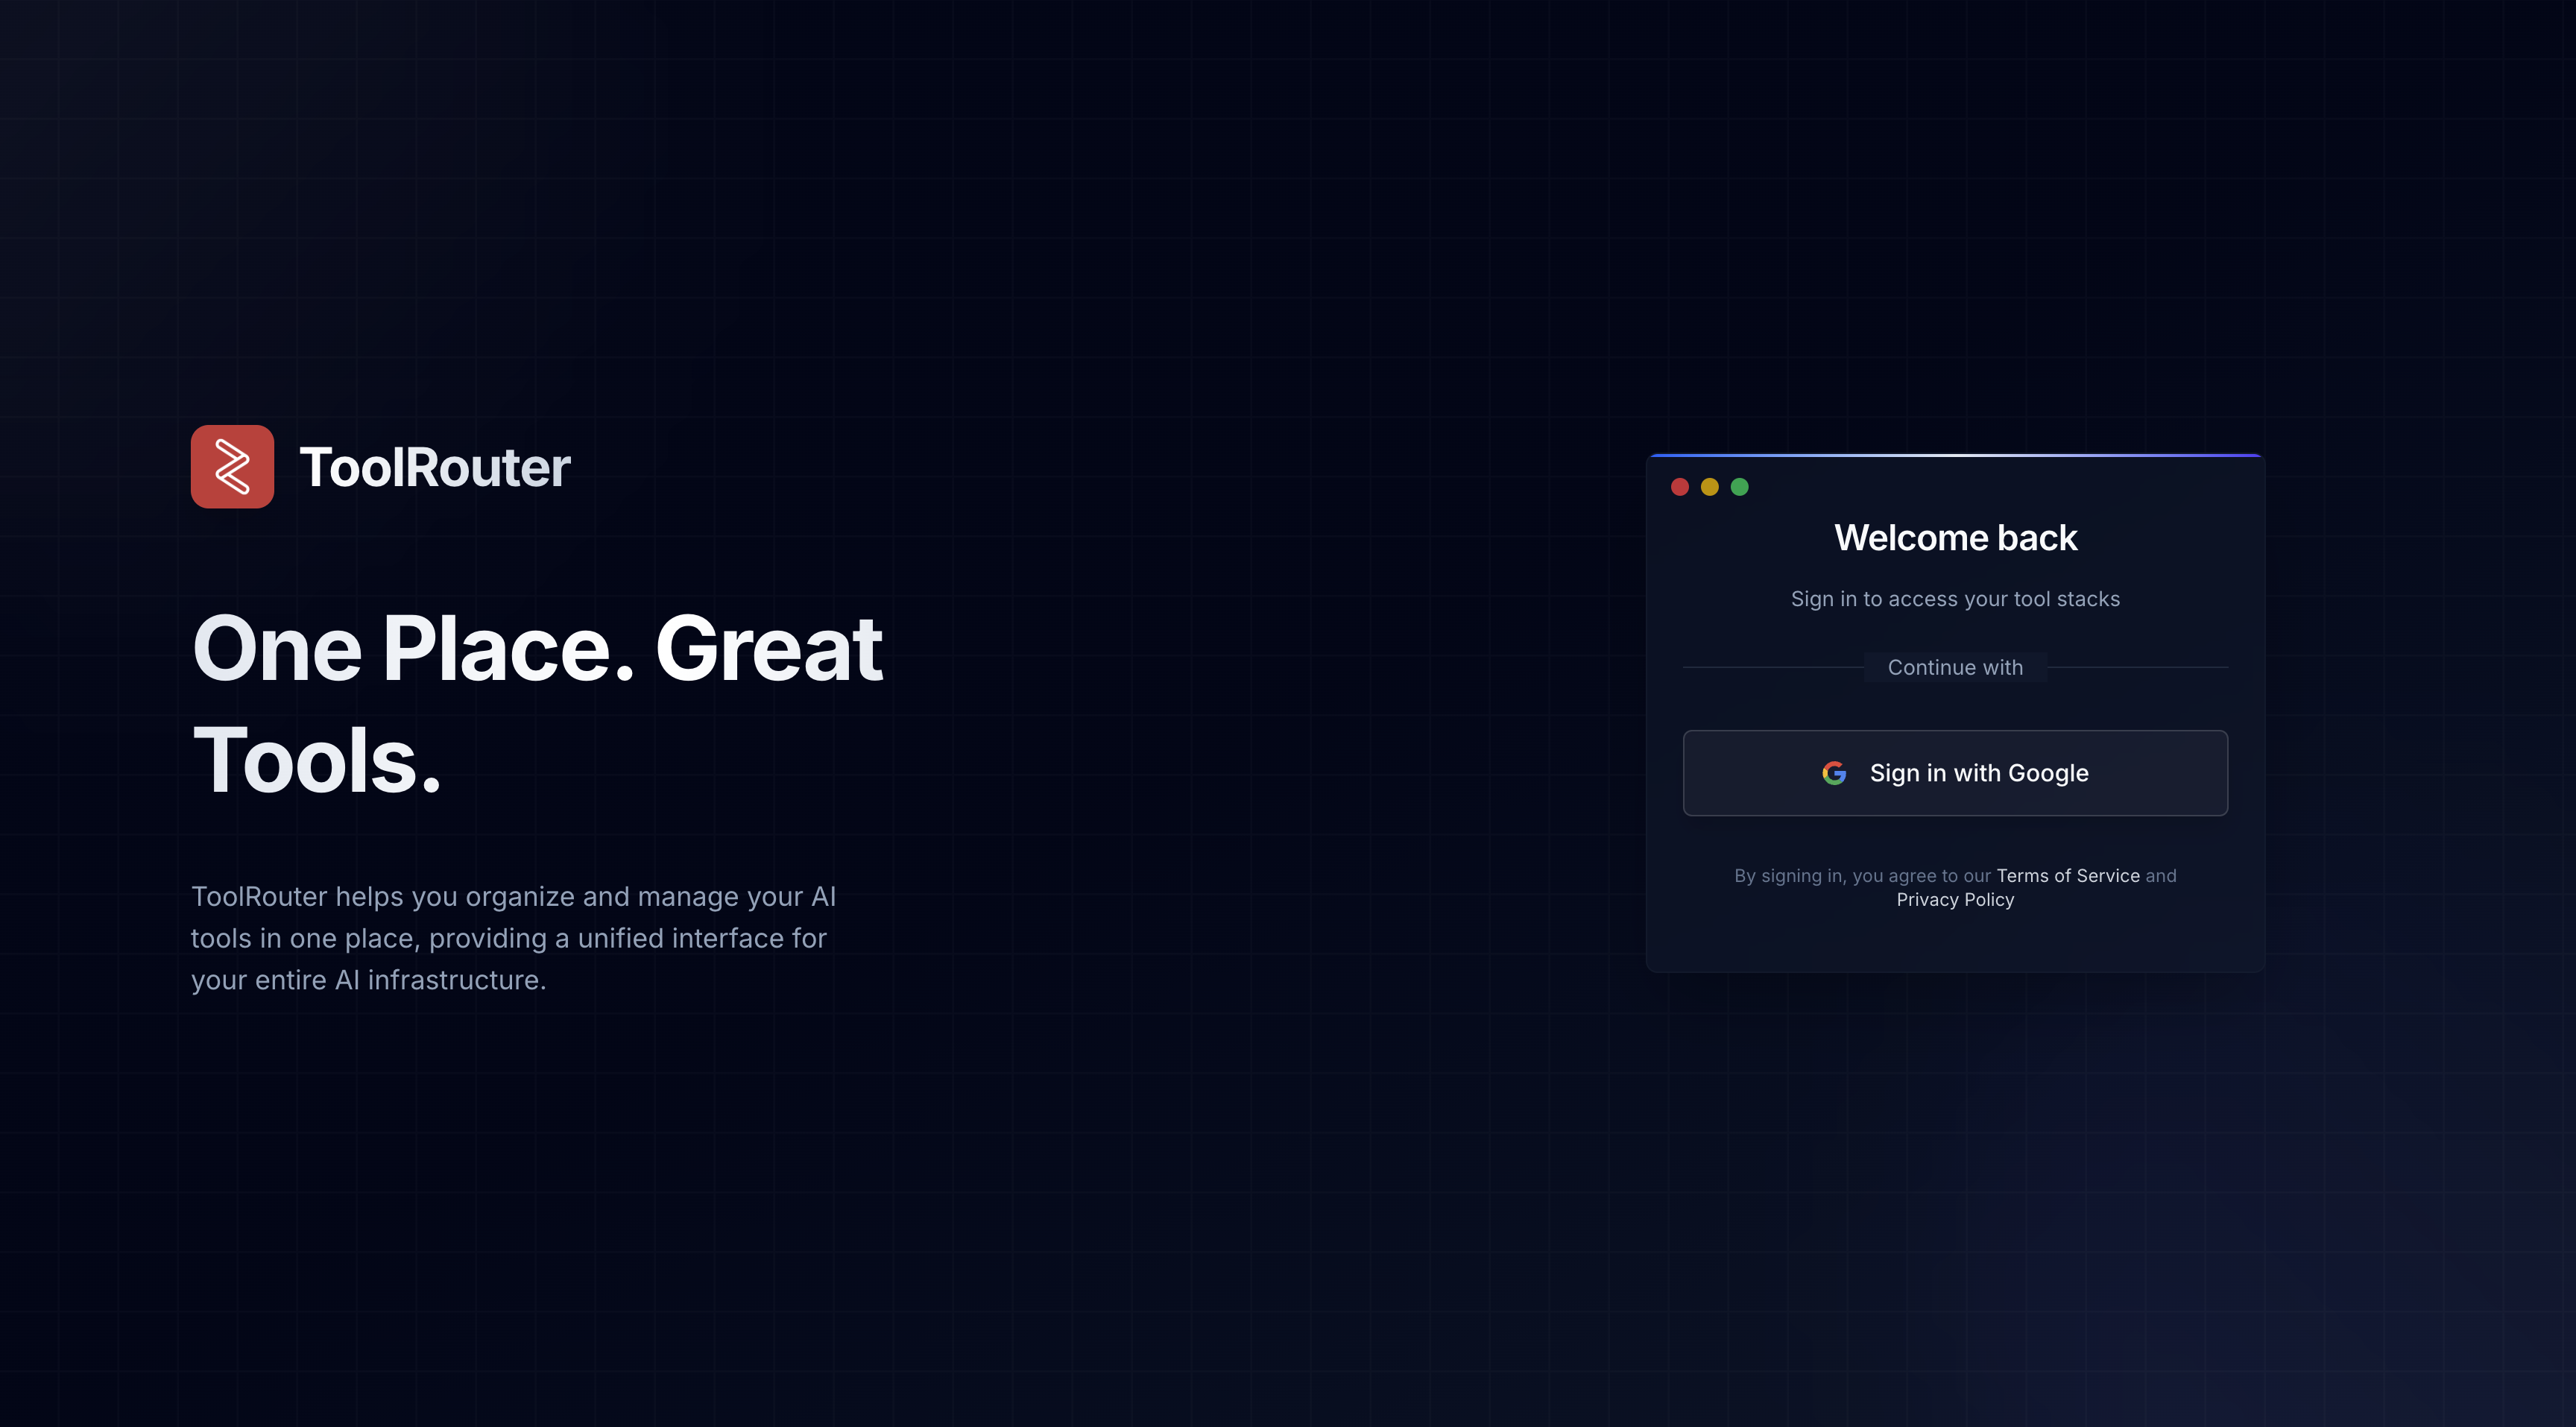 ToolRouter
One Place. Great
Tools.
ToolRouter helps you organize and manage your AI
tools in one place, providing a unified interface for
your entire AI infrastructure.
Welcome back
Sign in to access your tool stacks
Continue with
Sign in with Google
By signing in, you agree to our Terms of Service and
Privacy Policy